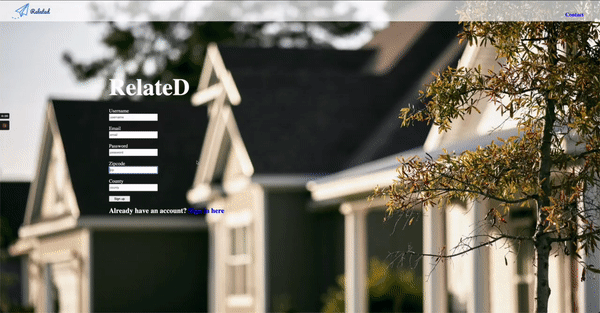 Related
Contact
RelateD
Username
username
Email
email
Password
password
Zipcode
County
county
Sign up
Already have an account? Sign in here